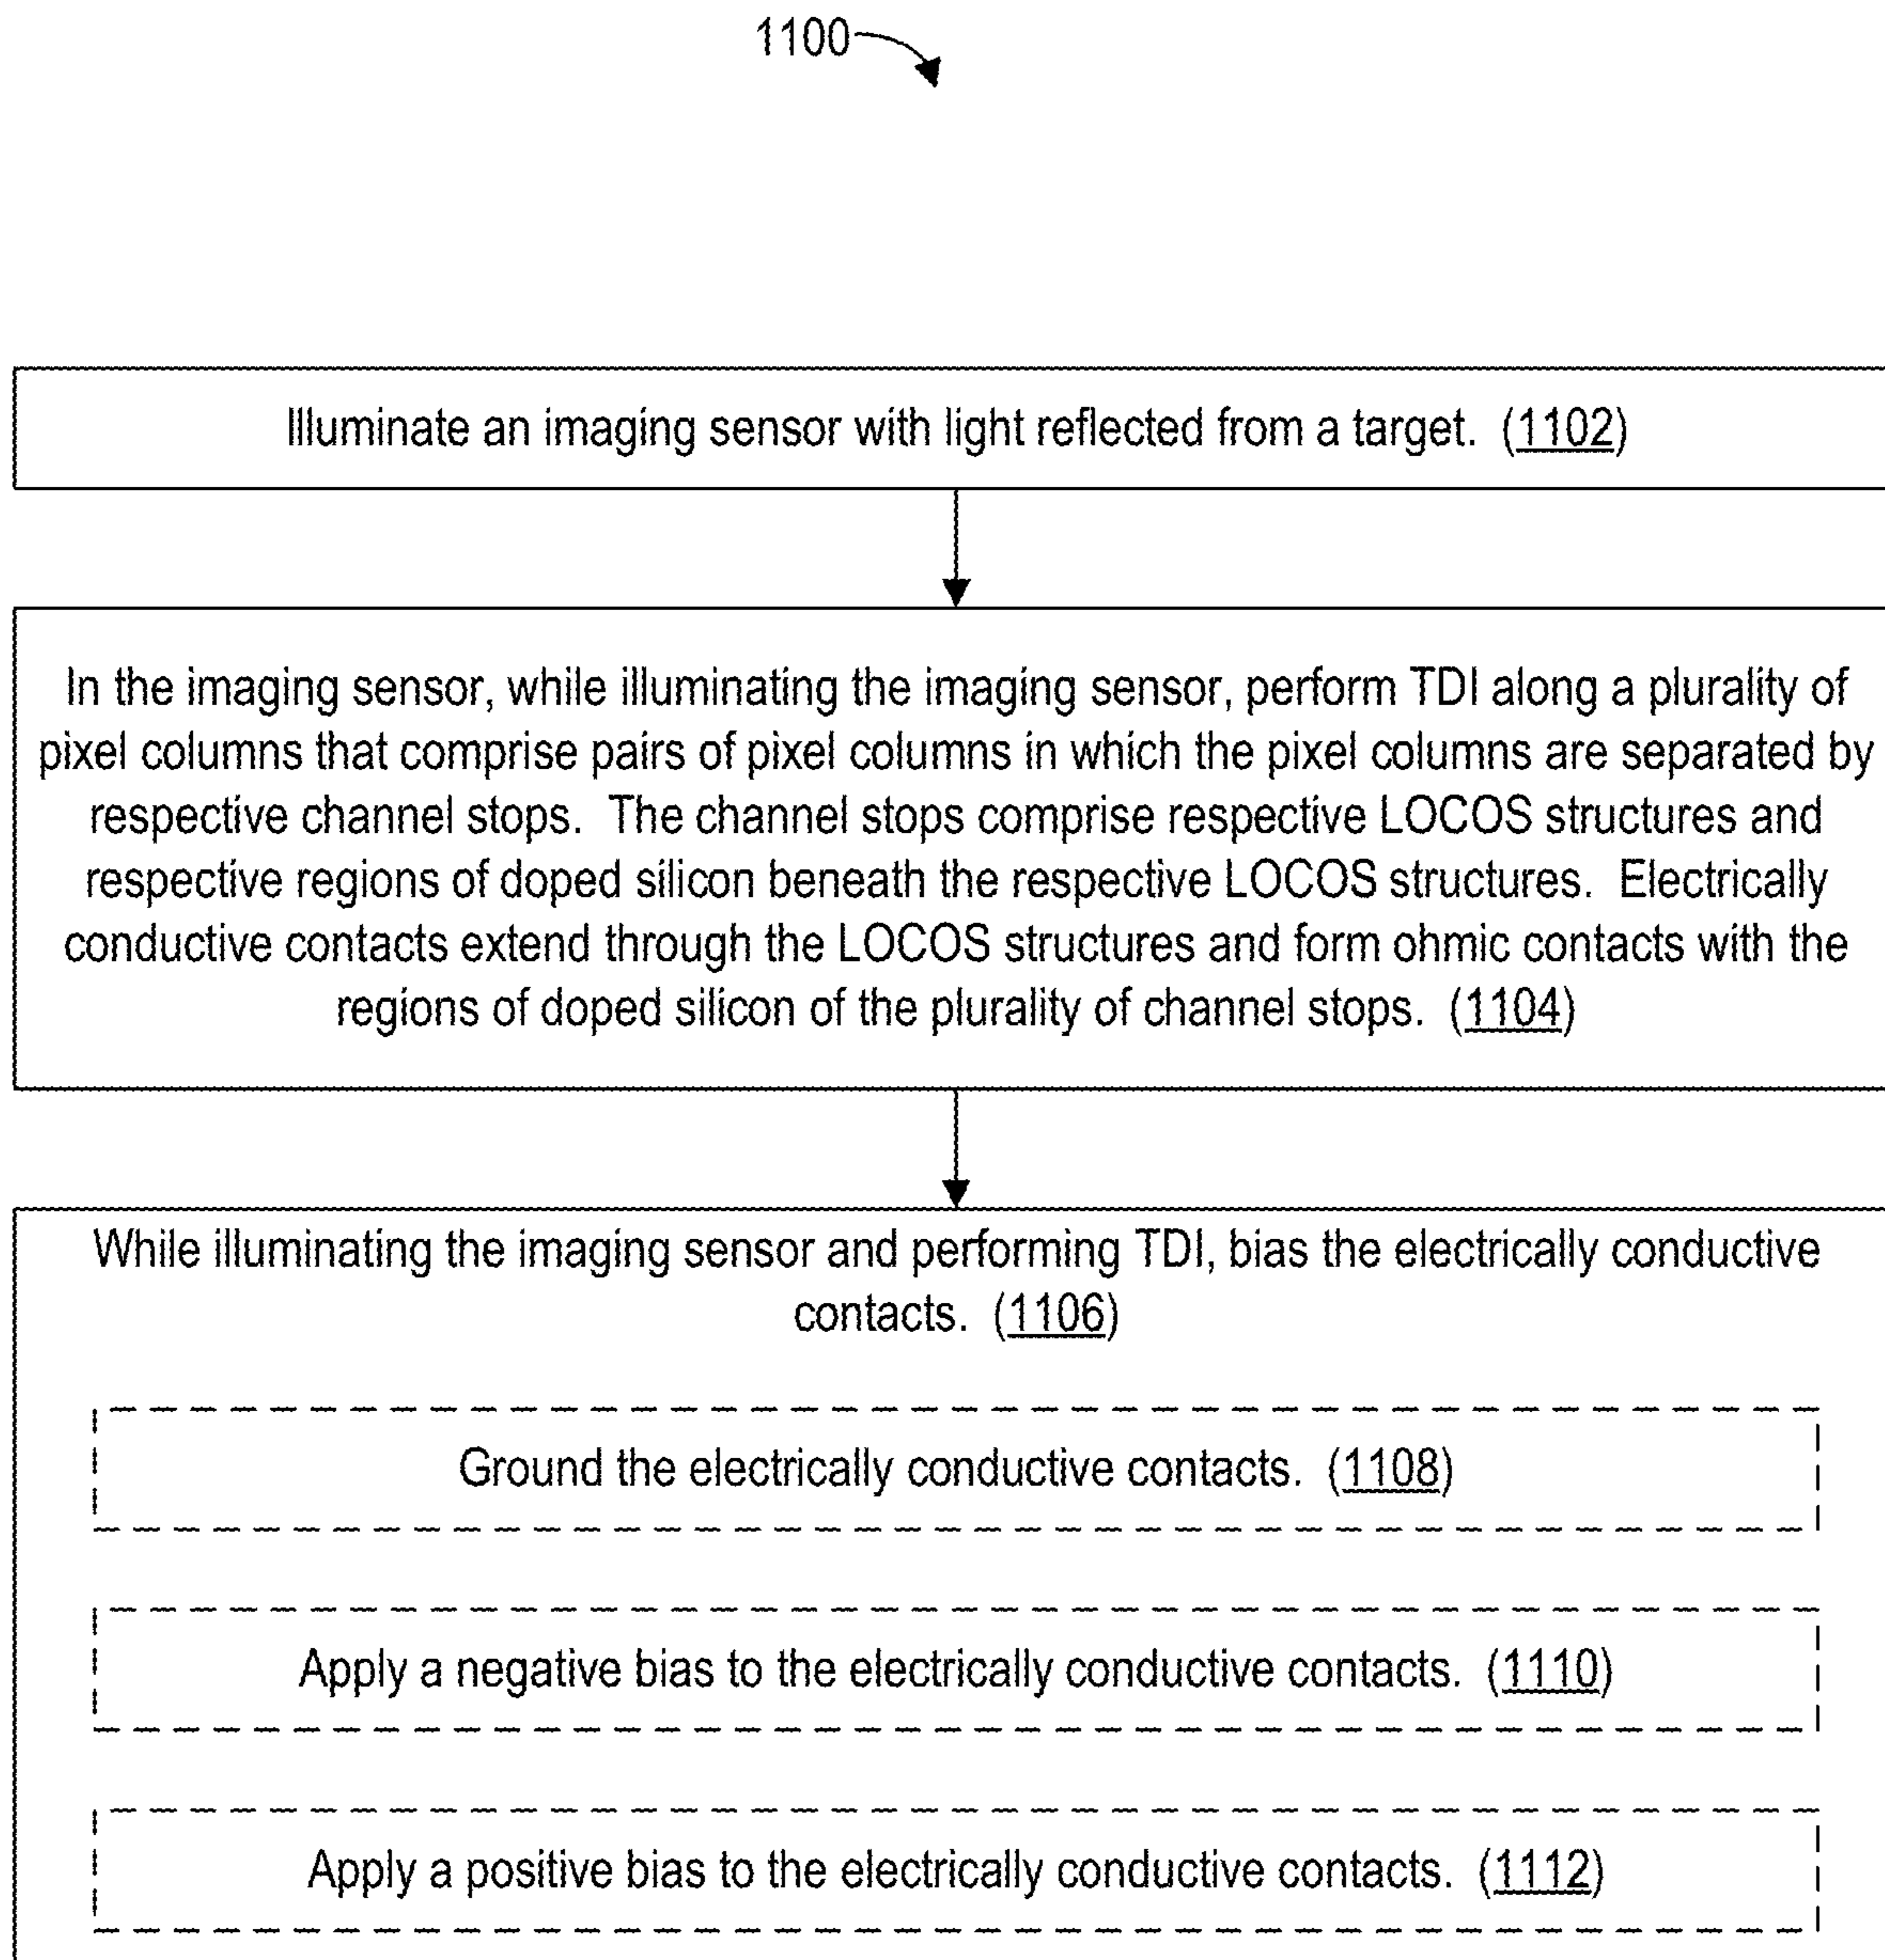 1100
Illuminate an imaging sensor with light reflected from a target. (1102)
In the imaging sensor, while illuminating the imaging sensor, perform TDI along a plurality of
pixel columns that comprise pairs of pixel columns in which the pixel columns are separated by
respective channel stops. The channel stops comprise respective LOCOS structures and
respective regions of doped silicon beneath the respective LOCOS structures. Electrically
conductive contacts extend through the LOCOS structures and form ohmic contacts with the
regions of doped silicon of the plurality of channel stops. (1104)
While illuminating the imaging sensor and performing TDI, bias the electrically conductive
contacts. (1106)
Ground the electrically conductive contacts. (1108)
Apply a negative bias to the electrically conductive contacts. (1110)
Apply a positive bias to the electrically conductive contacts. (1112)